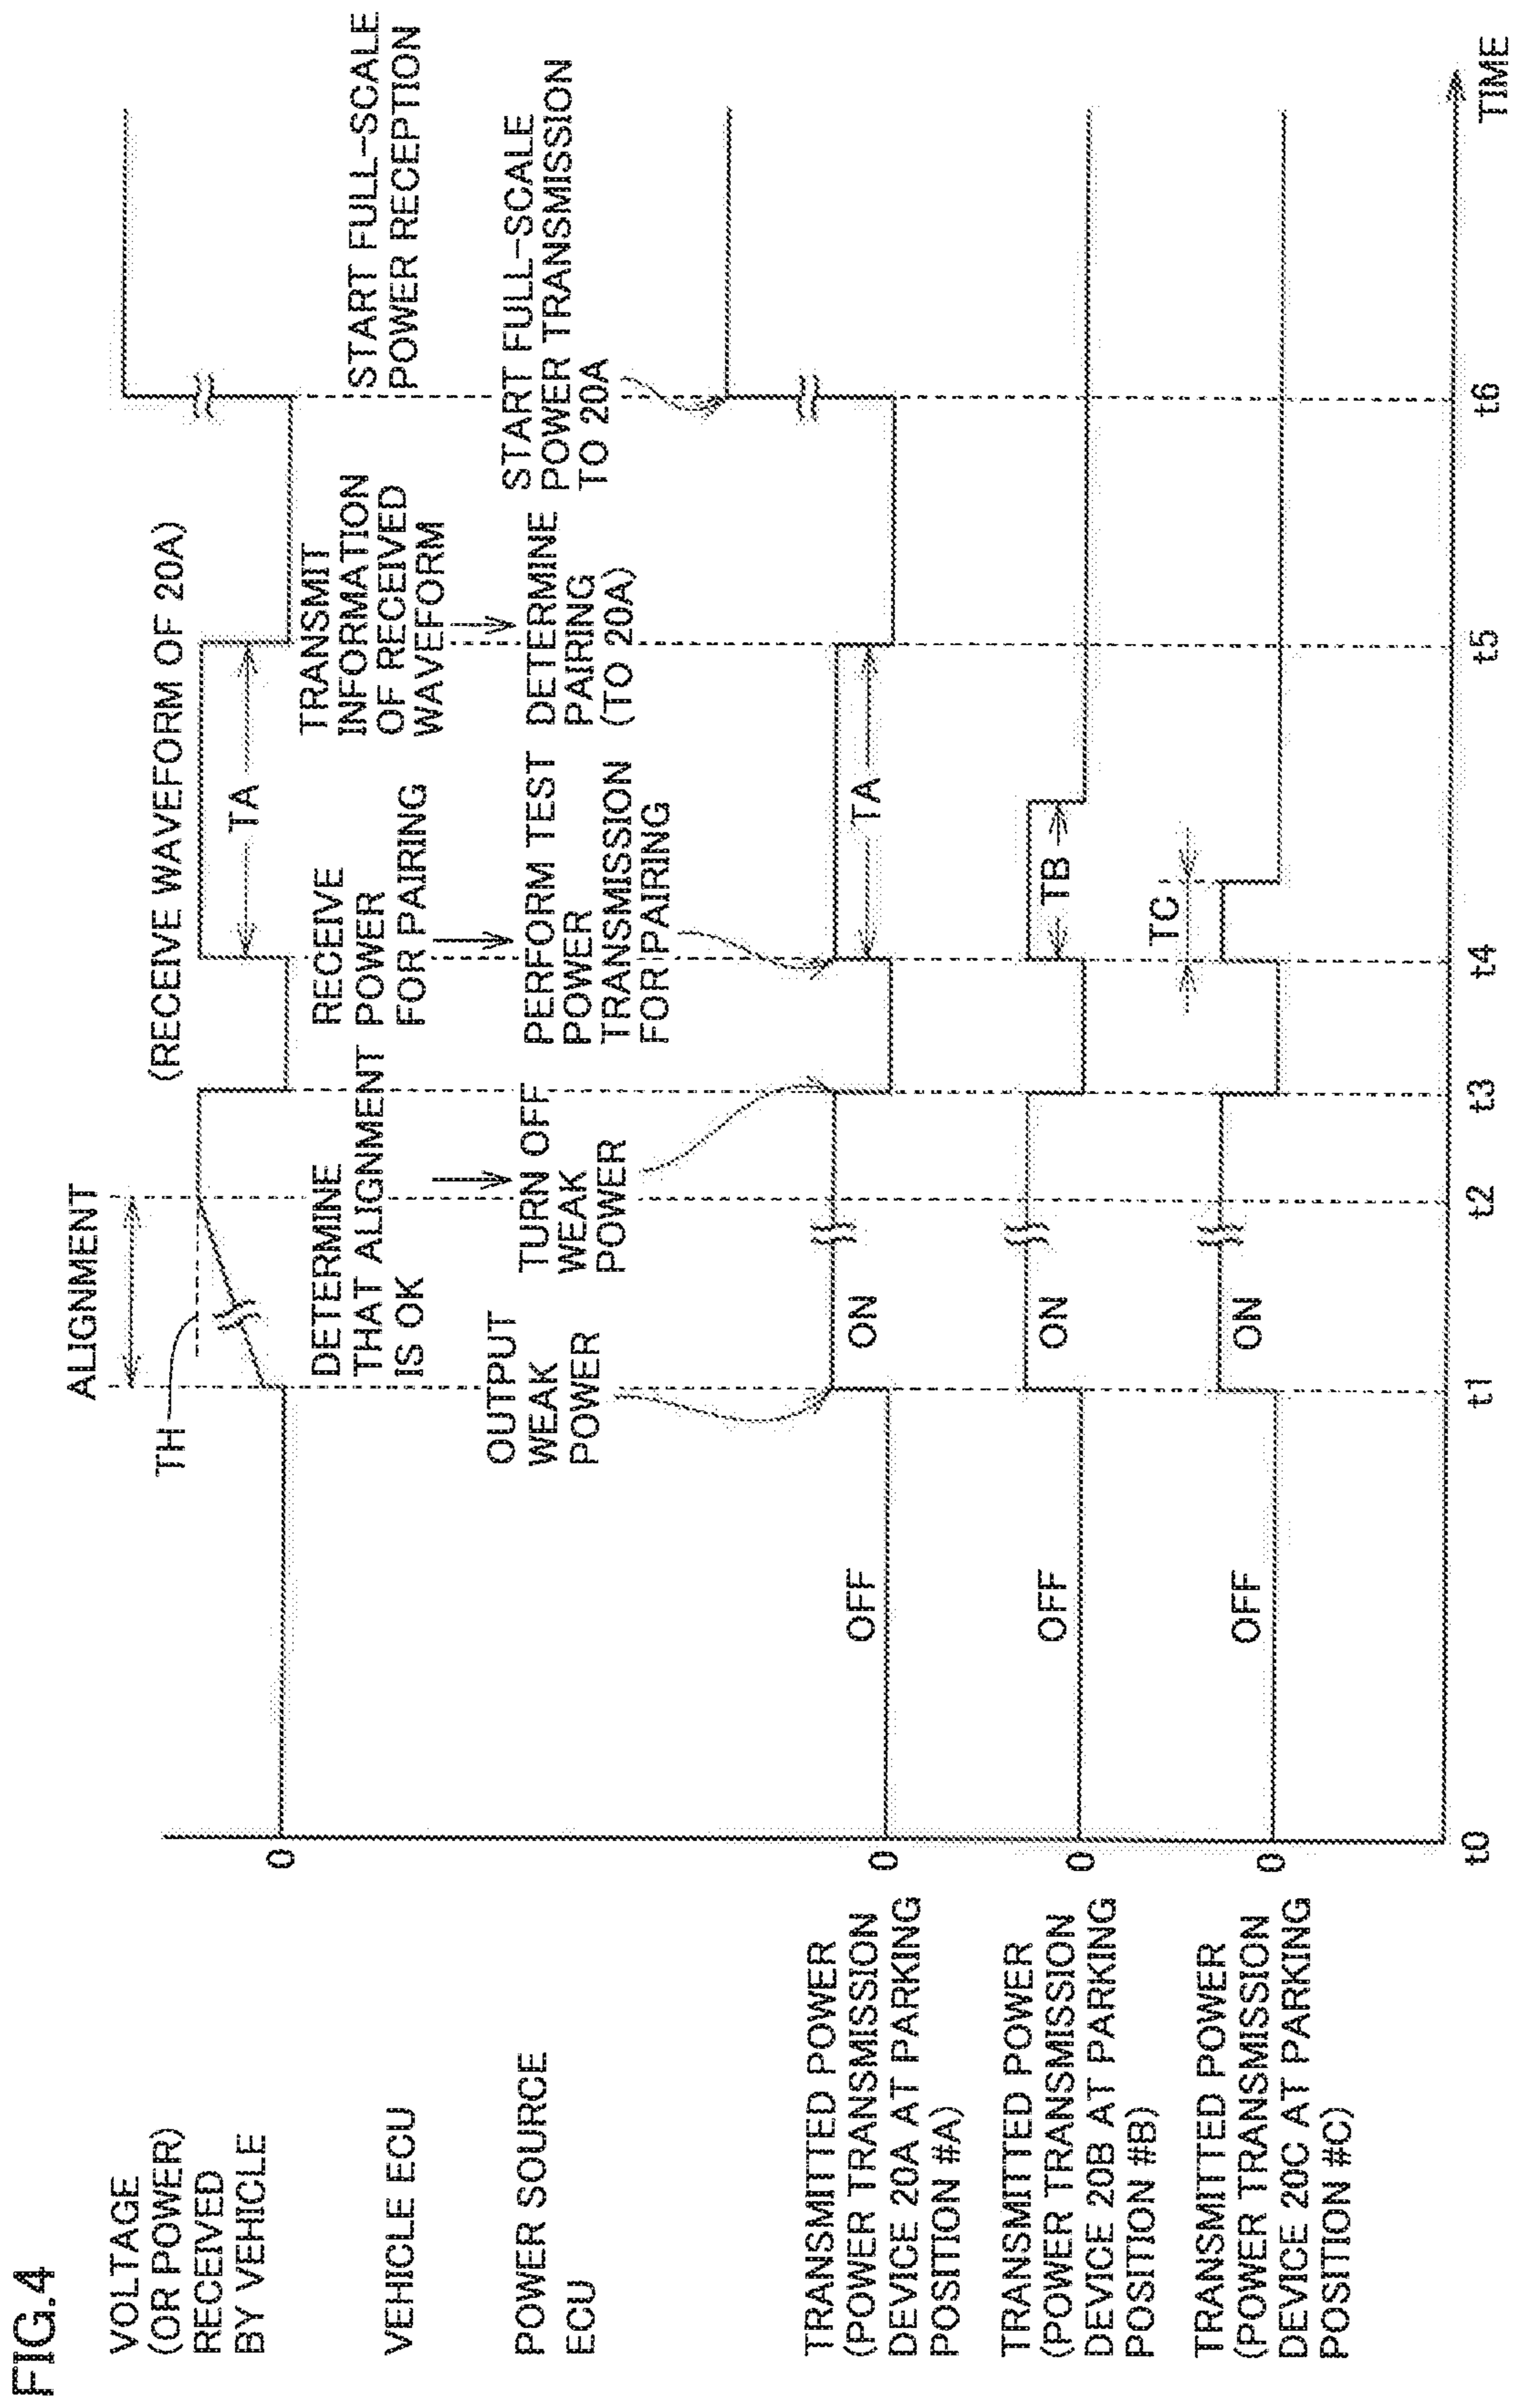 FIG.4
VOLTAGE
(OR POWER)
RECEIVED
BY VEHICLE
VEHICLE ECU
POWER SOURCE
ECU
TRANSMITTED POWER
(POWER TRANSMISSION
DEVICE 20A AT PARKING
POSITION #A)
TRANSMITTED POWER
(POWER TRANSMISSION
DEVICE 20B AT PARKING
POSITION #B)
TRANSMITTED POWER
(POWER TRANSMISSION
DEVICE 20C AT PARKING
POSITION #C)
0
0
0
0
ALIGNMENT
TH
(RECEIVE WAVEFORM OF 20A)
TA
DETERMINE
THAT ALIGNMENT
IS OK
RECEIVE
POWER
FOR PAIRING
TRANSMIT
INFORMATION
OF RECEIVED
WAVEFORM
START FULL-SCALE
POWER RECEPTION
OUTPUT
WEAK
POWER
TURN OFF
WEAK
POWER
PERFORM TEST
POWER
TRANSMISSION
FOR PAIRING
DETERMINE
PAIRING
(TO 20A)
START FULL-SCALE
POWER TRANSMISSION
TO 20A
OFF
ON
TA
OFF
ON
TB
OFF
ON
TC
t0
t1
t2
t3
t4
t5
t6
TIME